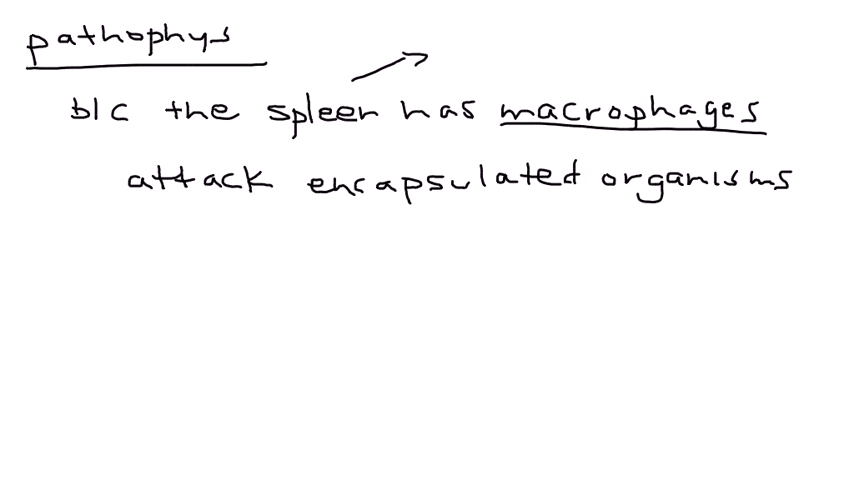 pathophys
b/c the spleen has macrophages
attack encapsulated organisms